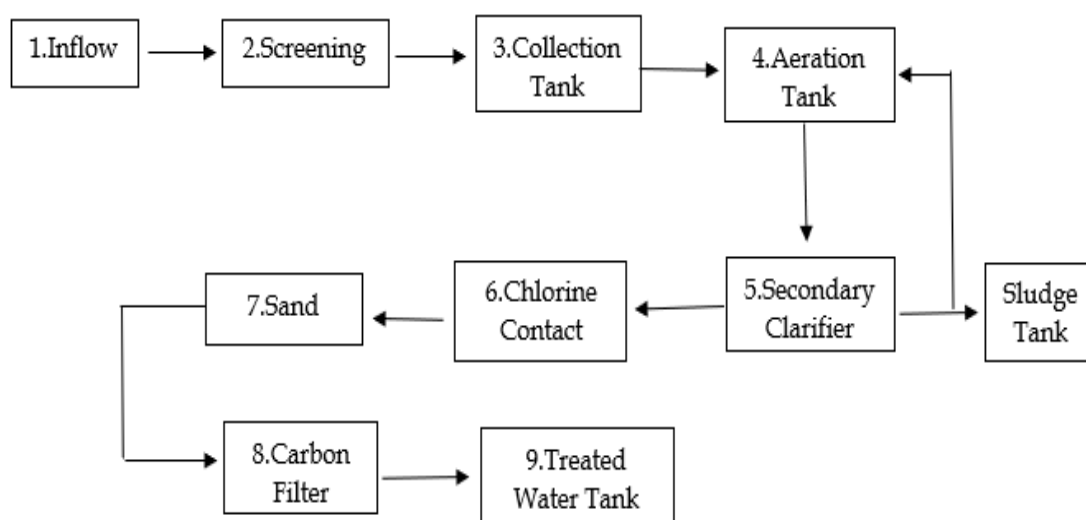 1.Inflow
2.Screening
3.Collection
Tank
4.Aeration
Tank
5.Secondary
Clarifier
Sludge
Tank
6.Chlorine
Contact
7.Sand
8.Carbon
Filter
9.Treated
Water Tank